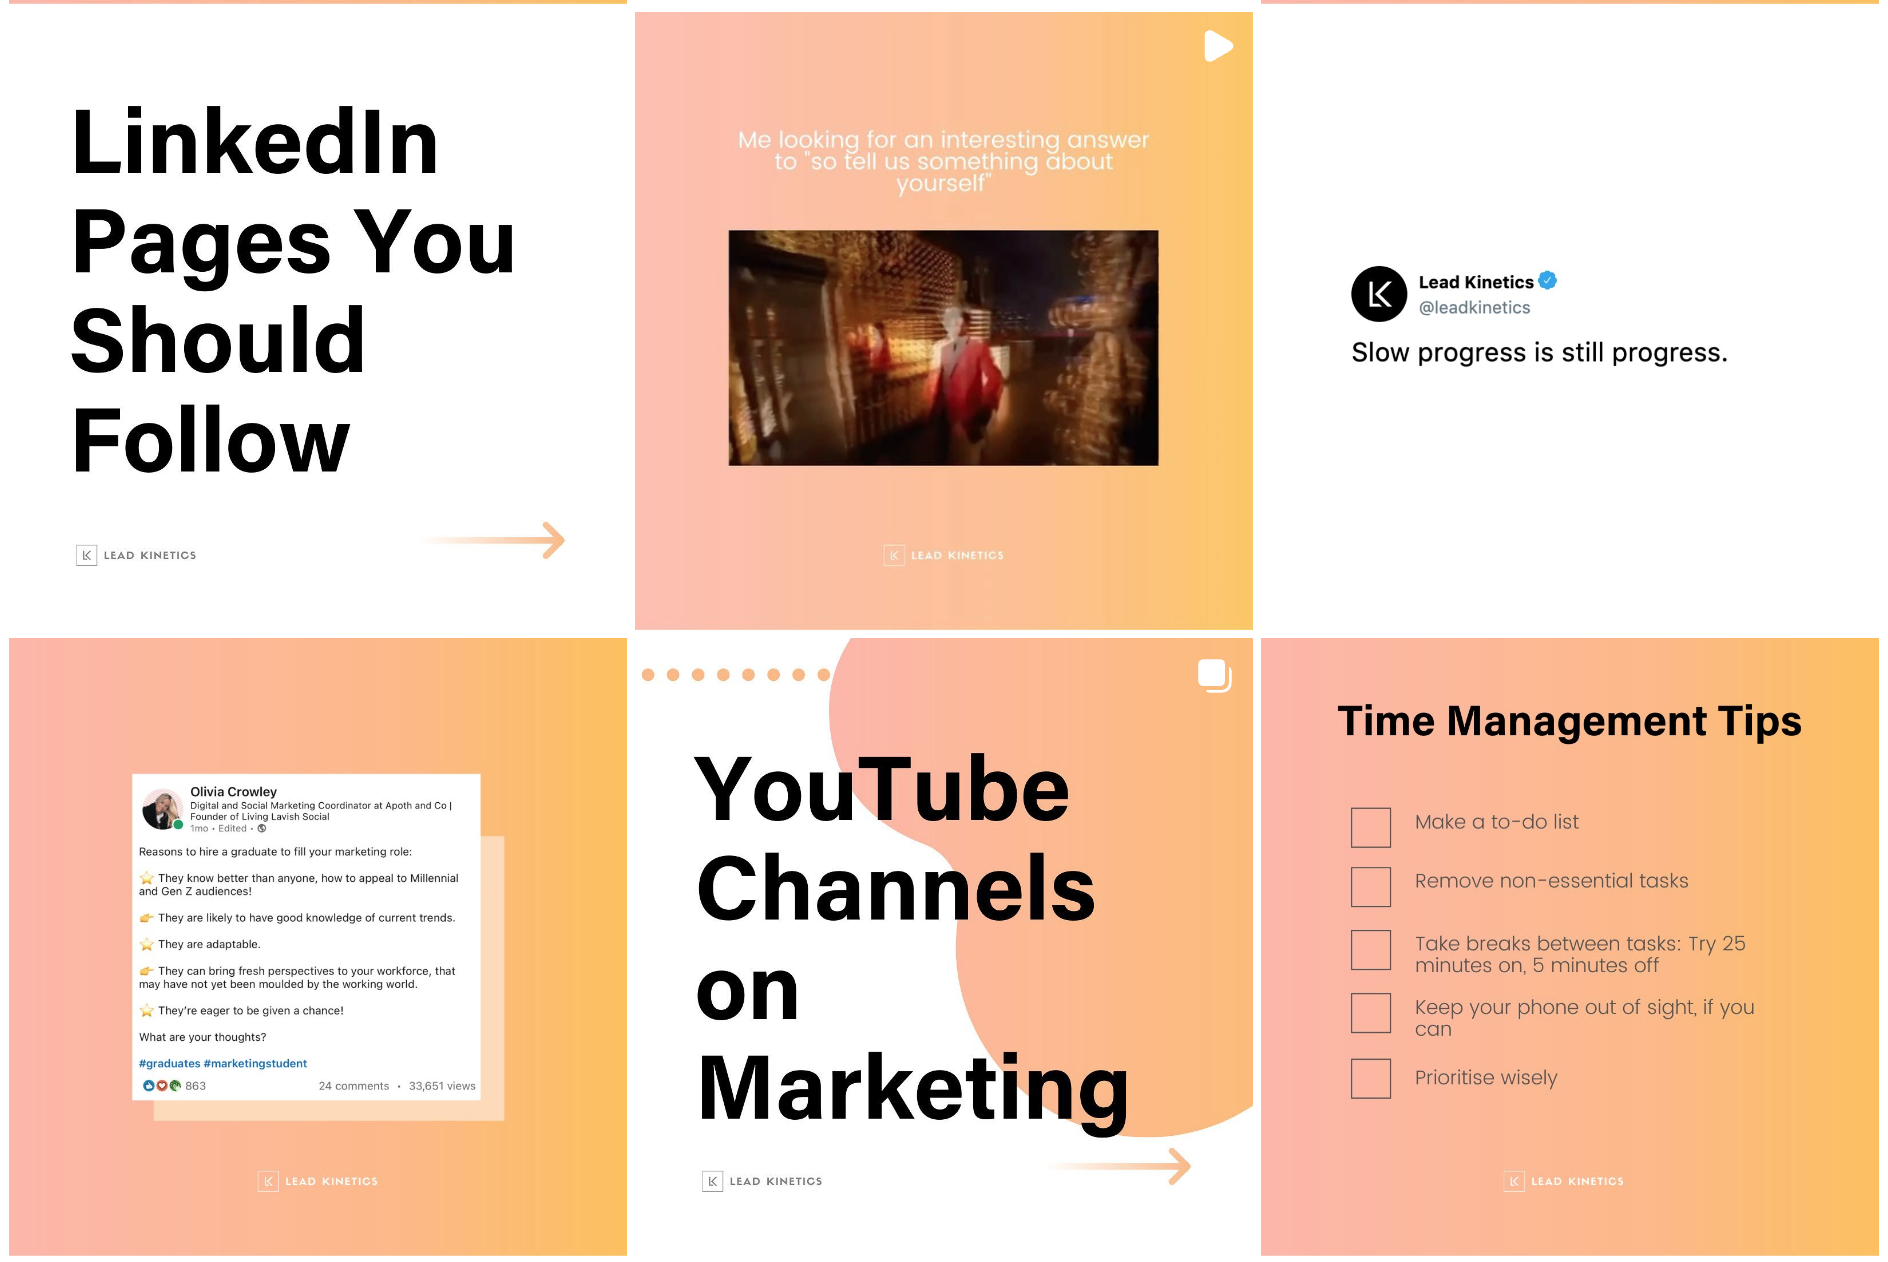 LinkedIn
Pages You
Should
Follow
LEAD KINETICS
Me looking for an interesting answer
to "so tell us something about
yourself"
LEAD KINETICS
Lead Kinetics
@leadkinetics
Slow progress is still progress.
Olivia Crowley
Digital and Social Marketing Coordinator at Apoth and Co |
Founder of Living Lavish Social
1mo • Edited •
Reasons to hire a graduate to fill your marketing role:
⭐ They know better than anyone, how to appeal to Millennial
and Gen Z audiences!
👉 They are likely to have good knowledge of current trends.
⭐ They are adaptable.
👉 They can bring fresh perspectives to your workforce, that
may have not yet been moulded by the working world.
⭐ They're eager to be given a chance!
What are your thoughts?
#graduates #marketingstudent
863 24 comments • 33,651 views
LEAD KINETICS
YouTube
Channels
on
Marketing
LEAD KINETICS
Time Management Tips
Make a to-do list
Remove non-essential tasks
Take breaks between tasks: Try 25
minutes on, 5 minutes off
Keep your phone out of sight, if you
can
Prioritise wisely
LEAD KINETICS